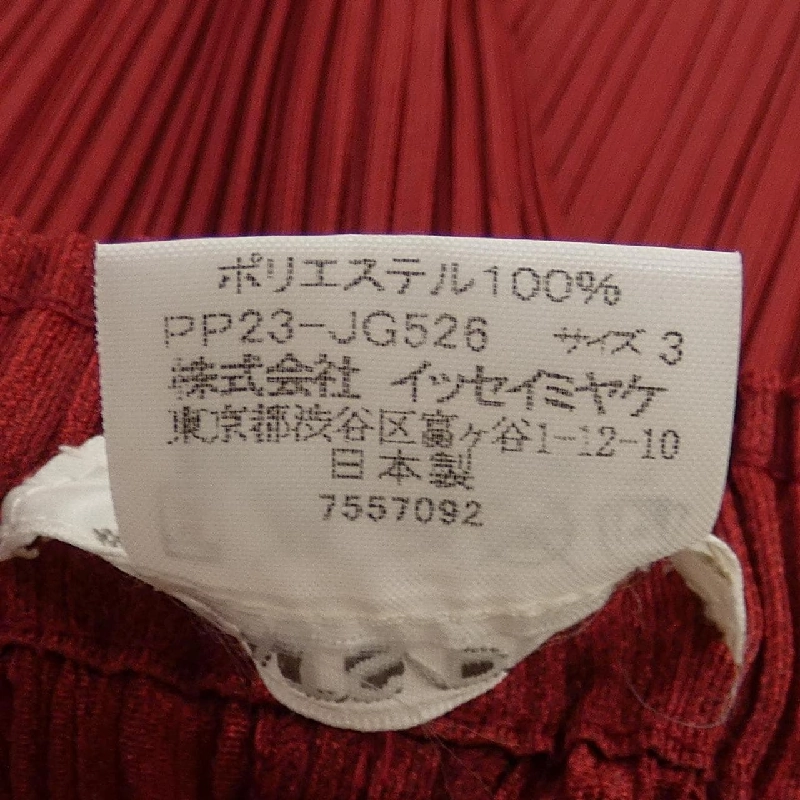 ポリエステル100%
PP23-JG526 サイズ 3
株式会社 イッセイミヤケ
東京都渋谷区富ヶ谷1-12-10
日本製
7557092